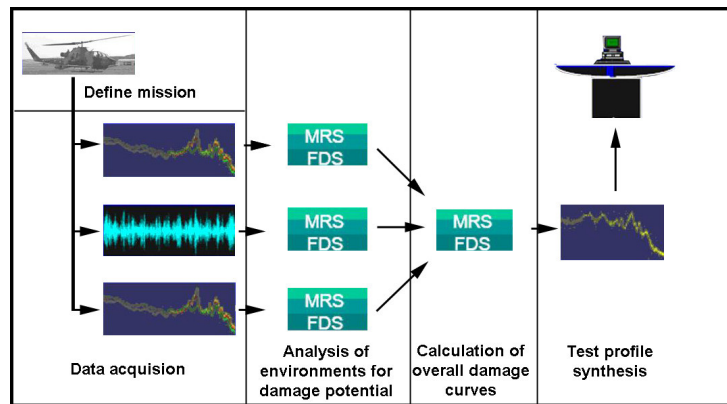 Define mission
MRS
FDS
MRS
FDS
MRS
FDS
MRS
FDS
Data acquision
Analysis of
environments for
damage potential
Calculation of
overall damage
curves
Test profile
synthesis